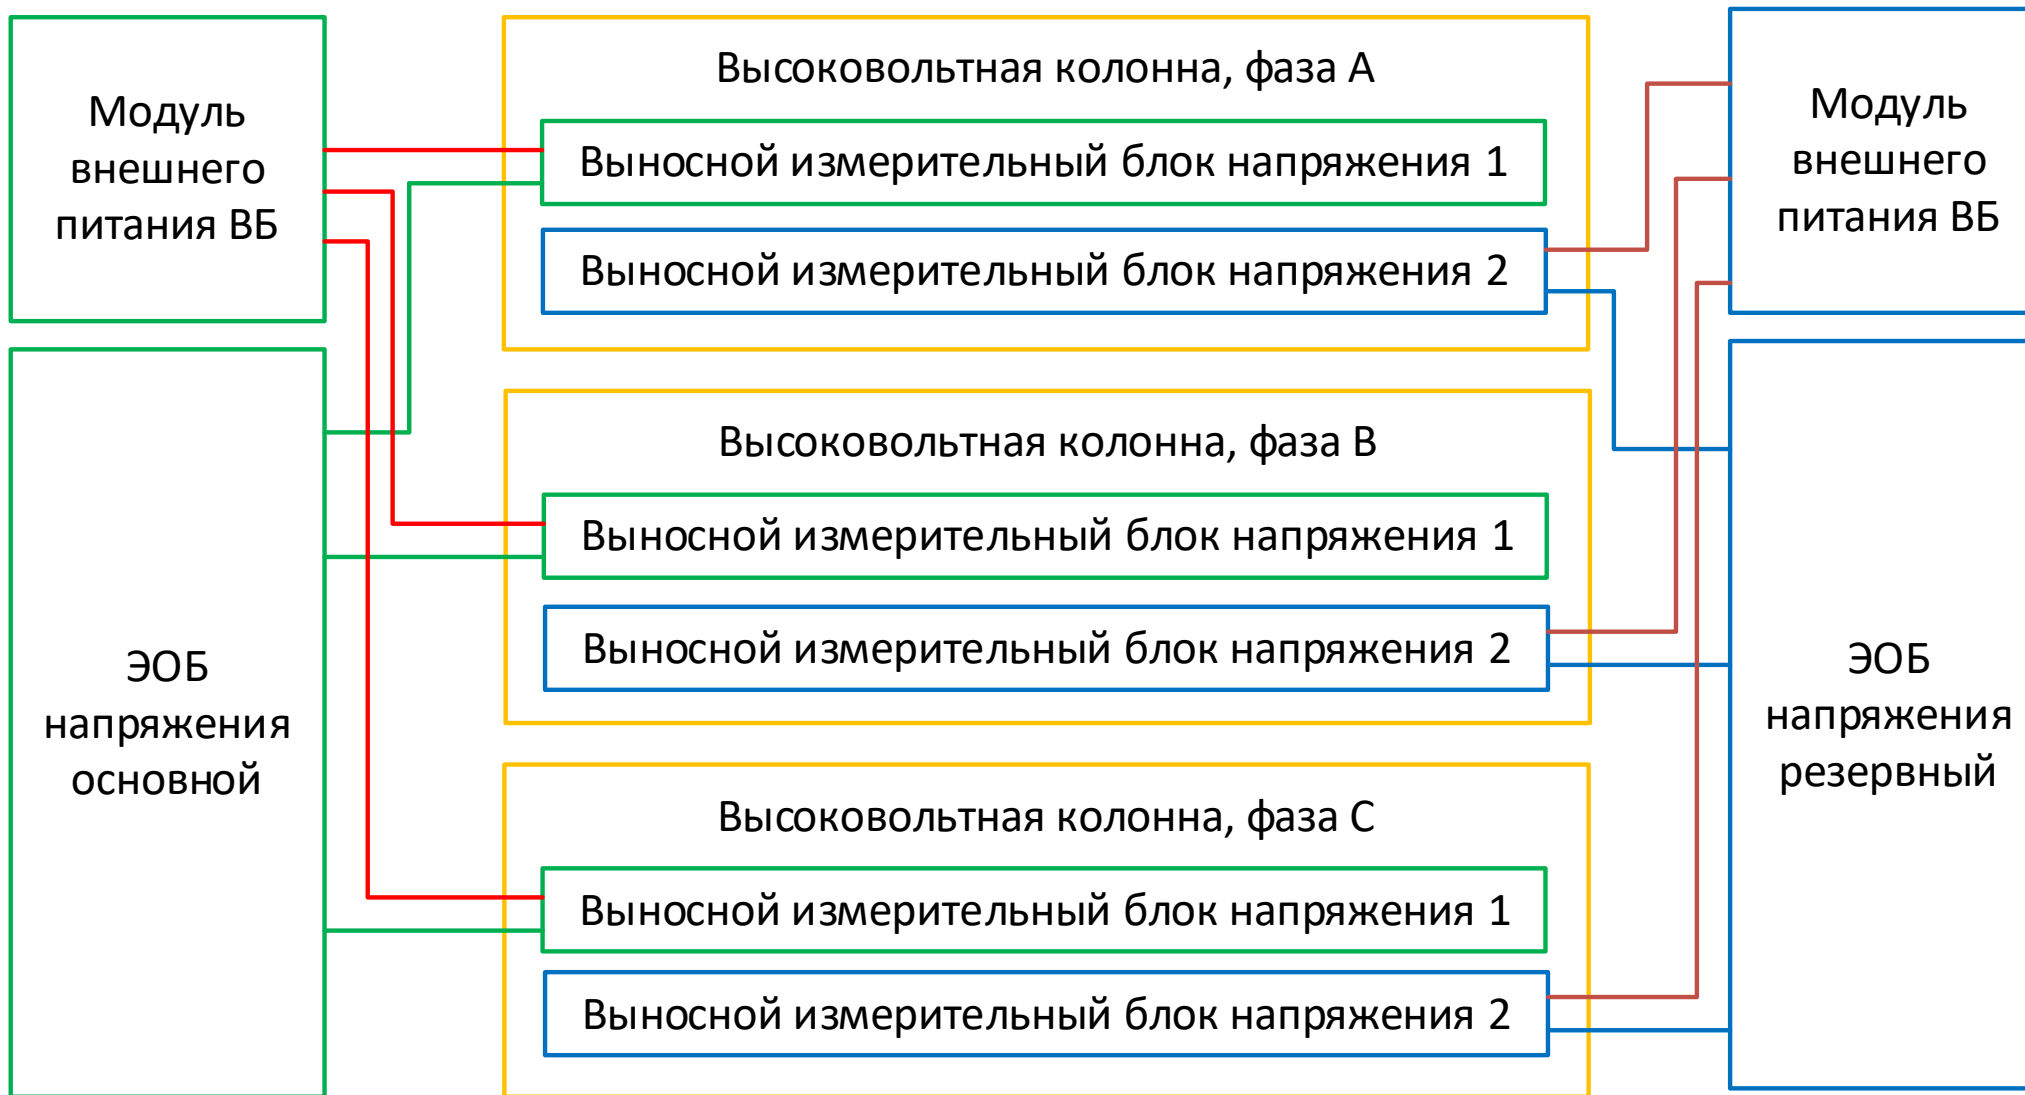 Модуль
внешнего
питания ВБ
ЭОБ
напряжения
основной
Высоковольтная колонна, фаза А
Выносной измерительный блок напряжения 1
Выносной измерительный блок напряжения 2
Высоковольтная колонна, фаза В
Выносной измерительный блок напряжения 1
Выносной измерительный блок напряжения 2
Высоковольтная колонна, фаза С
Выносной измерительный блок напряжения 1
Выносной измерительный блок напряжения 2
Модуль
внешнего
питания ВБ
ЭОБ
напряжения
резервный